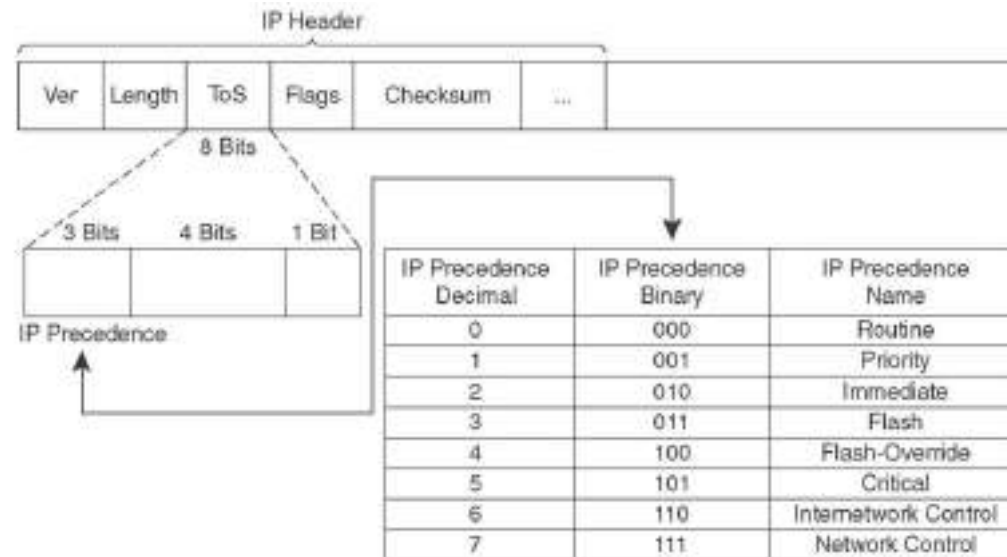 IP Header
Ver Length ToS Flags Checksum ...
8 Bits
3 Bits 4 Bits 1 Bit
IP Precedence
IP Precedence Decimal IP Precedence Binary IP Precedence Name
0 000 Routine
1 001 Priority
2 010 Immediate
3 011 Flash
4 100 Flash-Override
5 101 Critical
6 110 Internetwork Control
7 111 Network Control